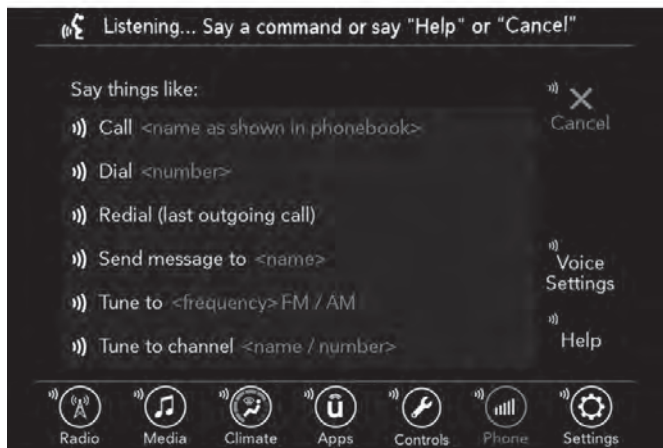 Listening... Say a command or say "Help" or "Cancel"
Say things like:
Call <name as shown in phonebook>
Dial <number>
Redial (last outgoing call)
Send message to <name>
Tune to <frequency> FM / AM
Tune to channel <name / number>
Cancel
Voice
Settings
Help
Radio
Media
Climate
Apps
Controls
Phone
Settings